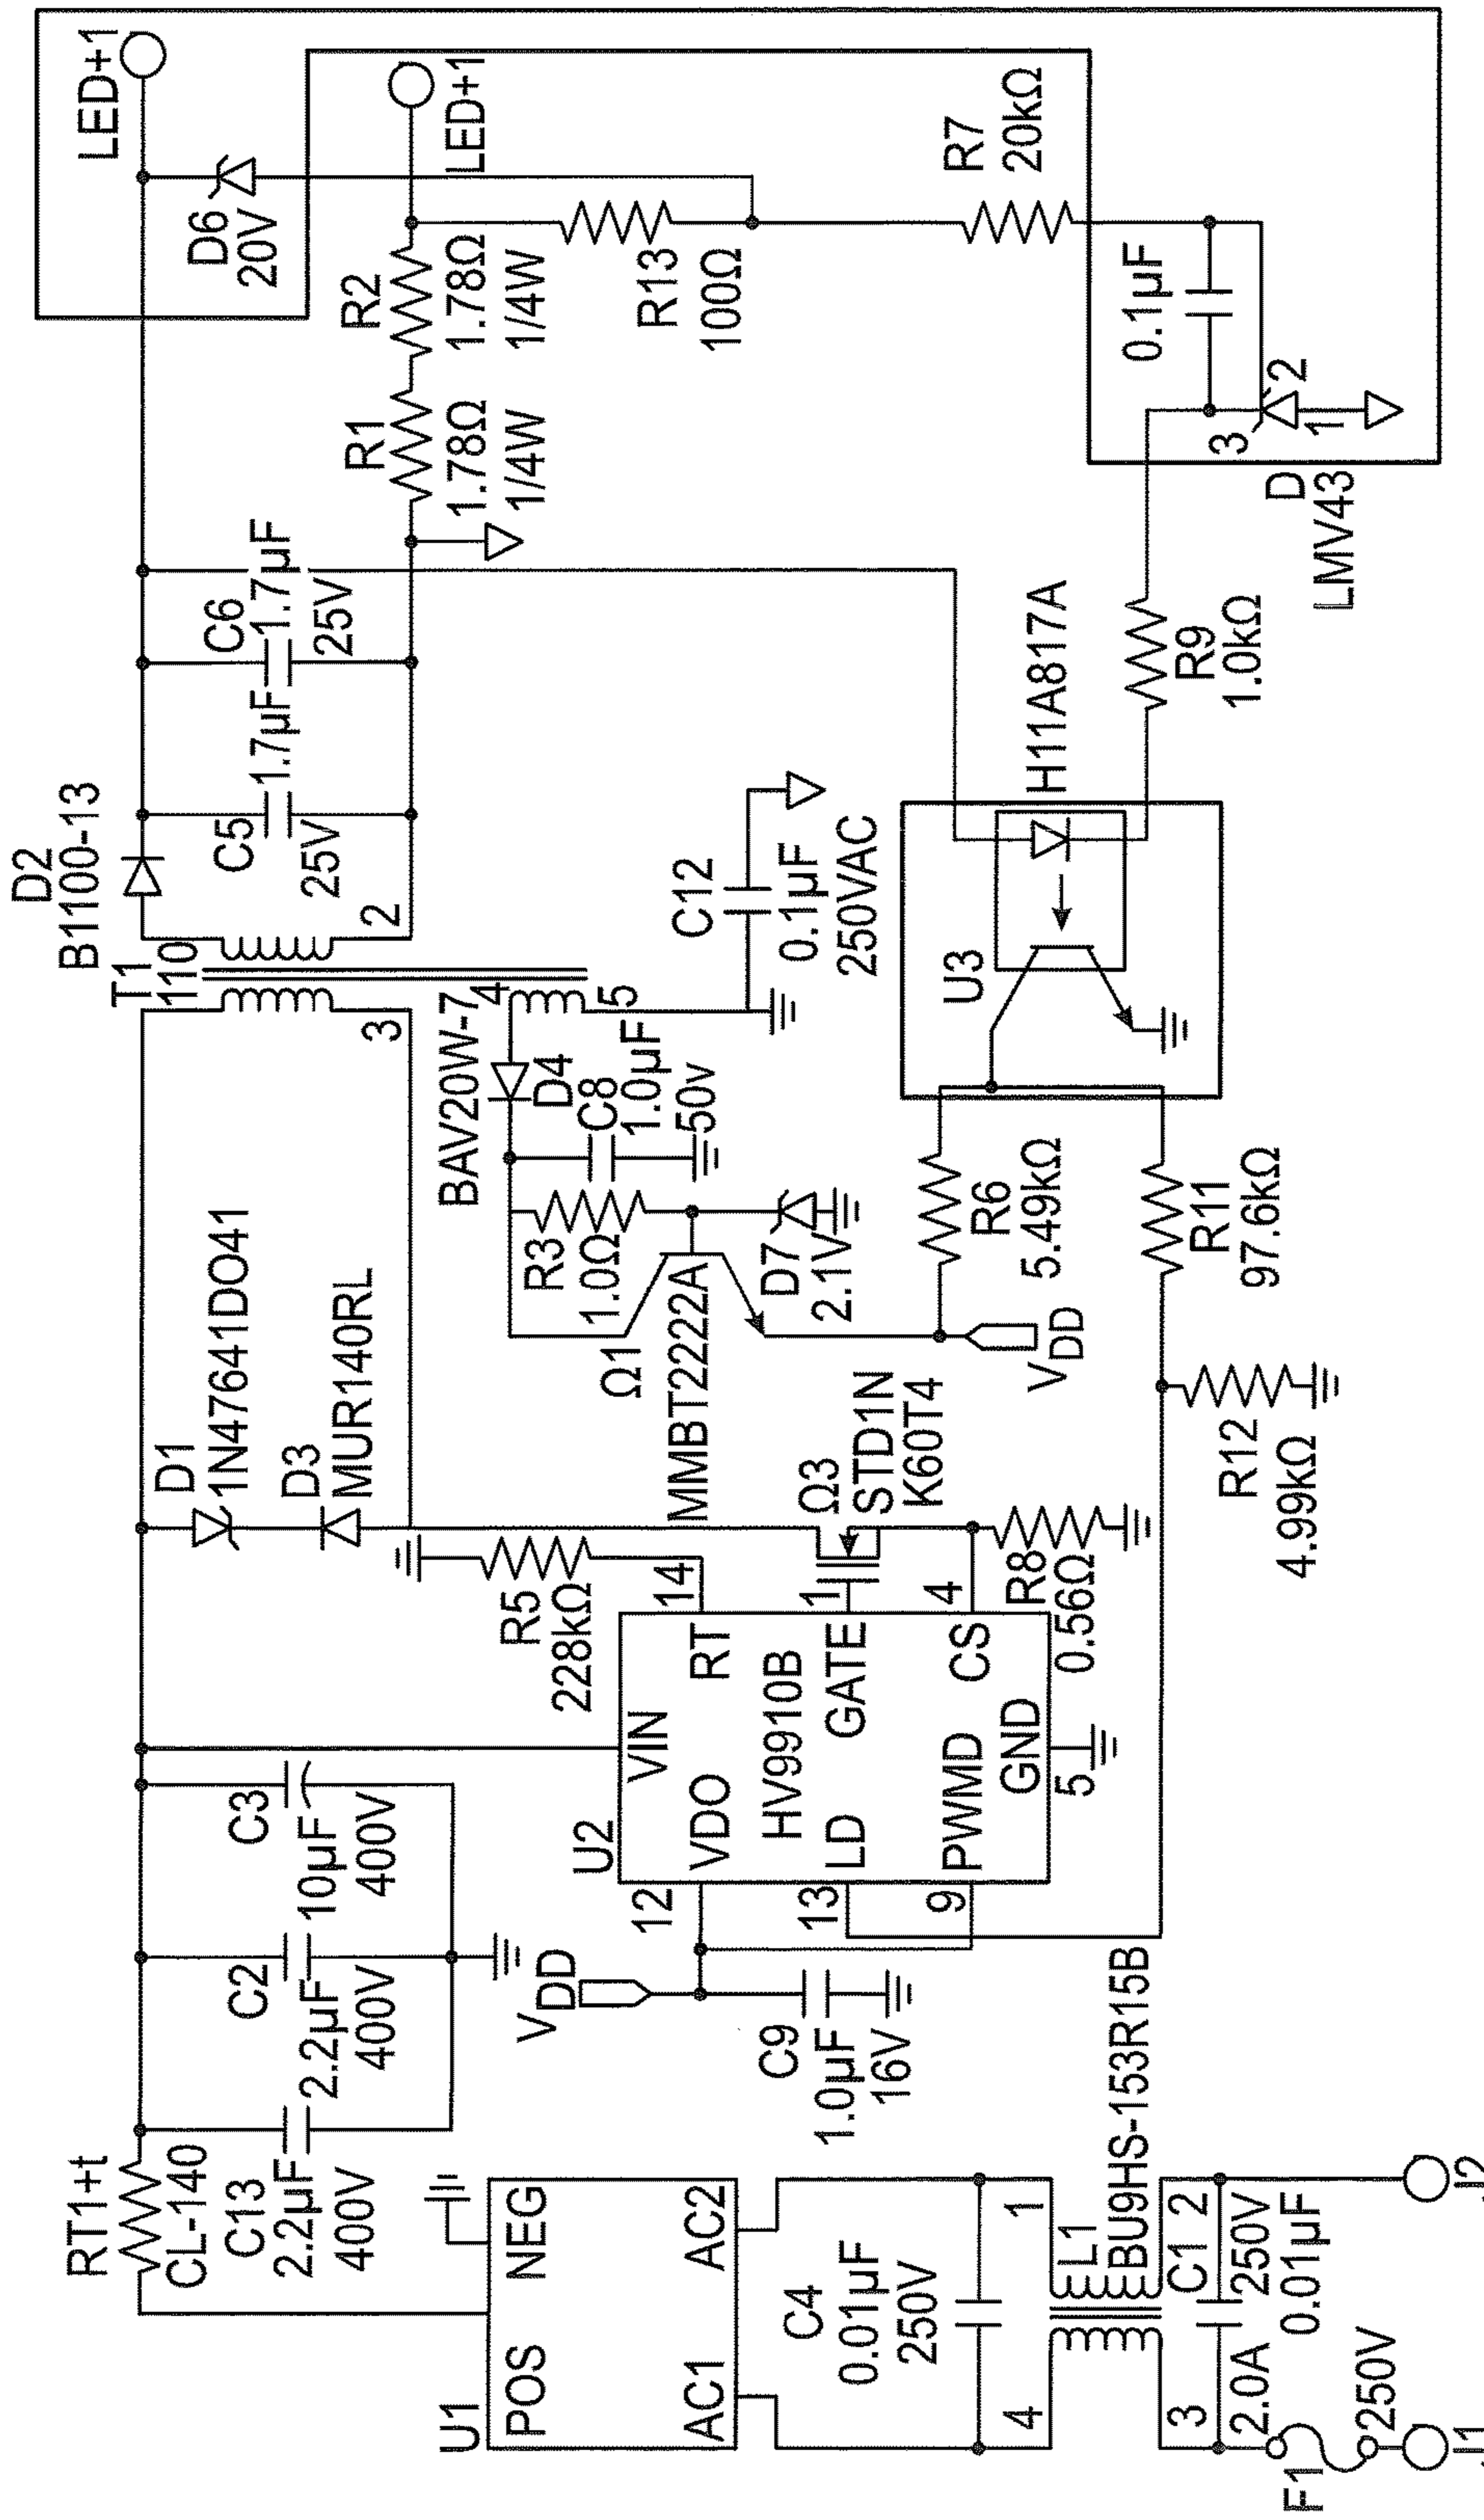 RT1+t
CL-140
C13
2.2µF
400V
C2
2.2µF
400V
C3
10µF
400V
D1
1N47641DO41
D3
MUR140RL
T1
110
3
D2
B1100-13
2
C5
1.7µF
25V
C6
1.7µF
25V
R1
1.78Ω
1/4W
R2
1.78Ω
1/4W
D6
20V
LED+1
LED+1
R13
100Ω
R7
20kΩ
0.1µF
3
2
1
D
LMV43
R9
1.0kΩ
H11A817A
U3
C12
0.1µF
250VAC
4
5
BAV20W-7
D4
C8
1.0µF
50v
R3
1.0Ω
Ω1
MMBT2222A
D7
2.1V
R6
5.49kΩ
V
DD
R11
97.6kΩ
R12
4.99kΩ
R5
228kΩ
14
Ω3
STD1N
K60T4
1
4
R8
0.56Ω
U2
VIN
RT
VDO
HV9910B
GATE
LD
CS
PWMD
GND
5
12
13
9
V
DD
C9
1.0µF
16V
U1
POS
NEG
AC1
AC2
C4
0.01µF
250V
4
1
L1
BU9HS-153R15B
3
C1 2
250V
0.01µF
2.0A
F1
250V
J1
J2